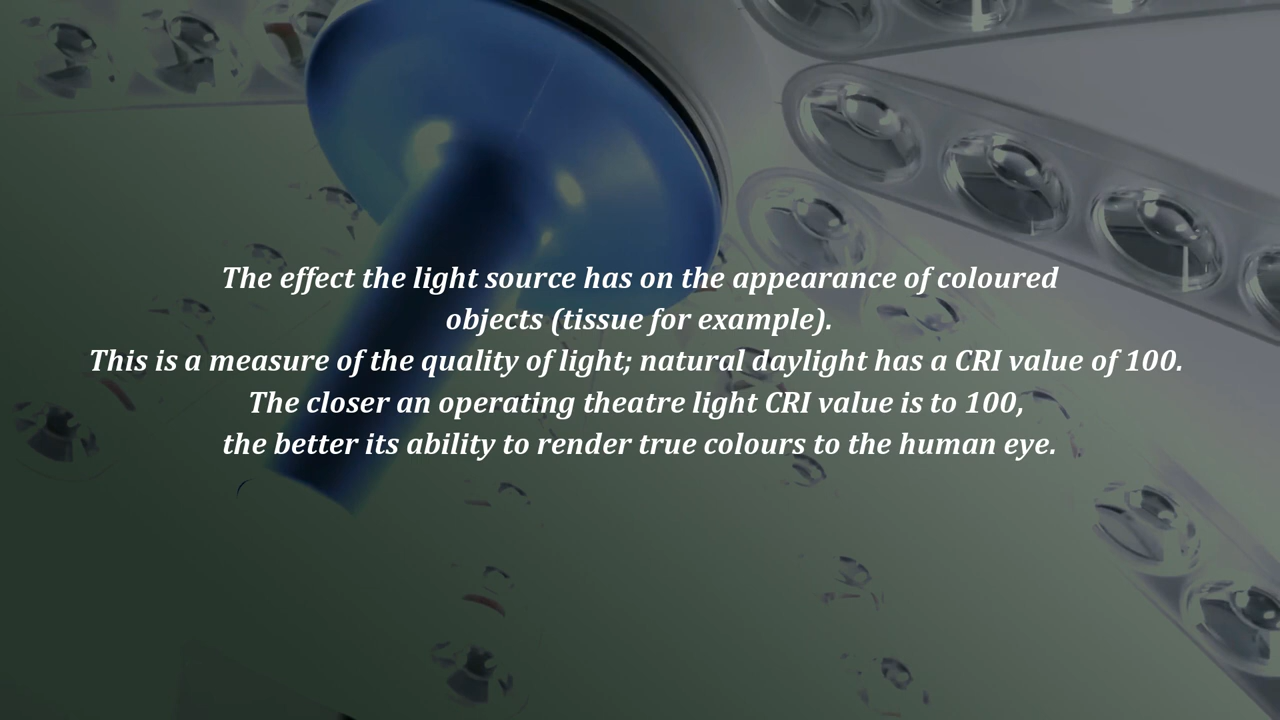 The effect the light source has on the appearance of coloured
objects (tissue for example).
This is a measure of the quality of light; natural daylight has a CRI value of 100.
The closer an operating theatre light CRI value is to 100,
the better its ability to render true colours to the human eye.